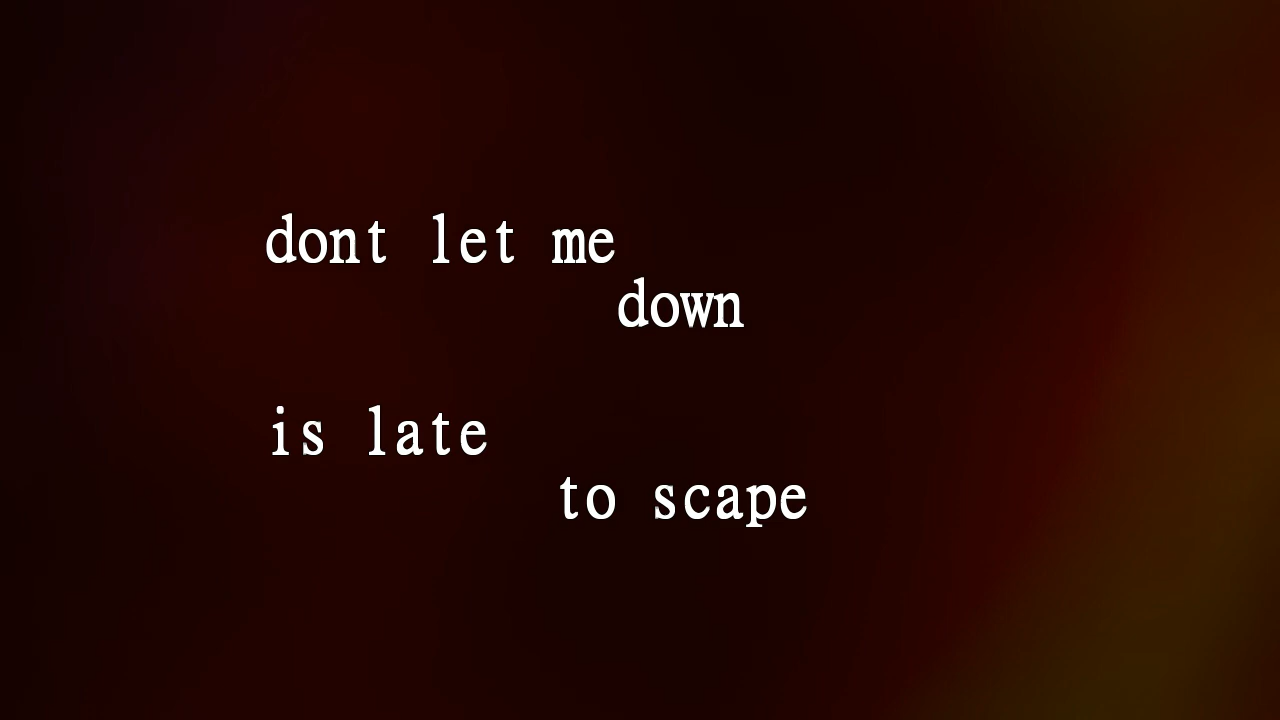 dont let me
down
is late
to scape